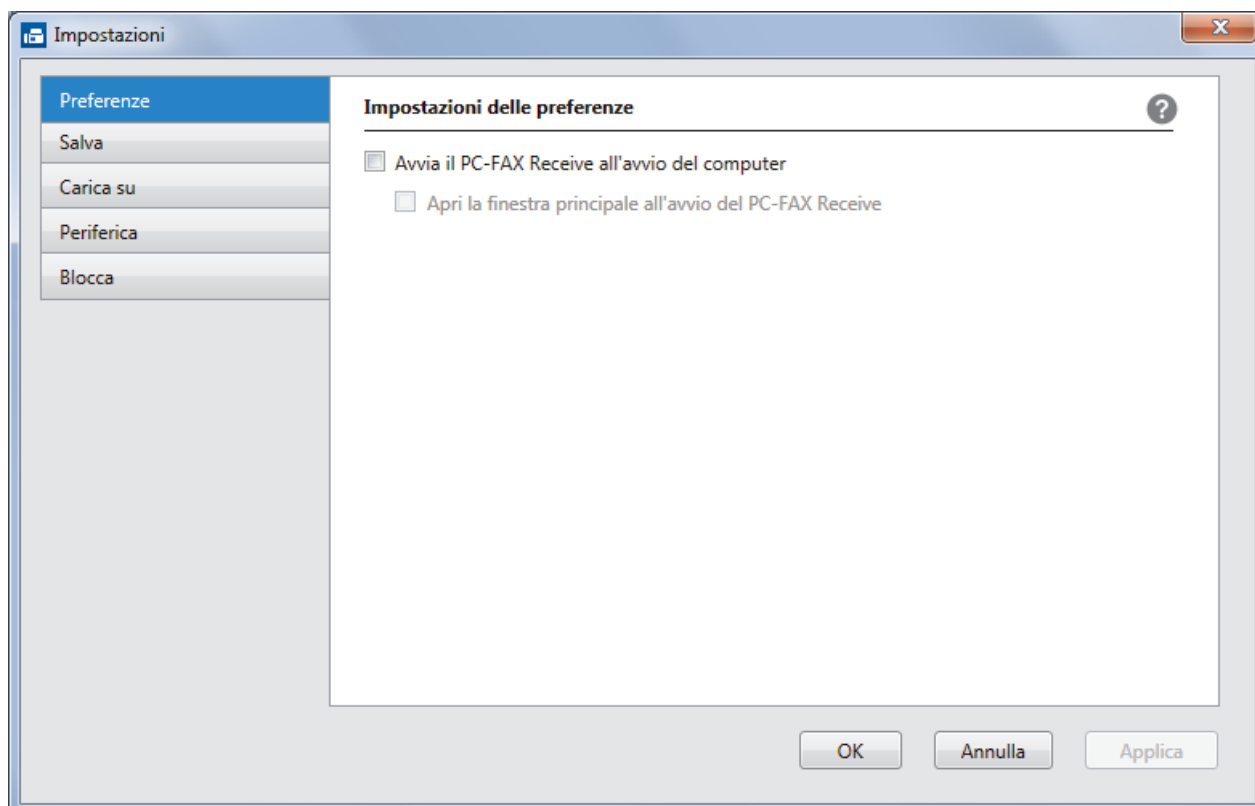 Impostazioni
Preferenze
Salva
Carica su
Periferica
Blocca
Impostazioni delle preferenze
?
Avvia il PC-FAX Receive all'avvio del computer
Apri la finestra principale all'avvio del PC-FAX Receive
OK
Annulla
Applica